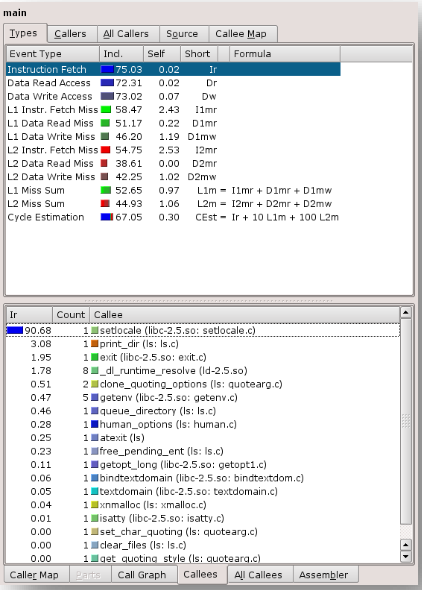 main
Types Callers All Callers Source Callee Map
Event Type Ind. Self Short Formula
Instruction Fetch 75.03 0.02 Ir
Data Read Access 72.31 0.02 Dr
Data Write Access 73.02 0.07 Dw
L1 Instr. Fetch Miss 58.47 2.43 I1mr
L1 Data Read Miss 51.17 0.22 D1mr
L1 Data Write Miss 46.20 1.19 D1mw
L2 Instr. Fetch Miss 54.75 2.53 I2mr
L2 Data Read Miss 38.61 0.00 D2mr
L2 Data Write Miss 42.25 1.02 D2mw
L1 Miss Sum 52.65 0.97 L1m = I1mr + D1mr + D1mw
L2 Miss Sum 44.93 1.06 L2m = I2mr + D2mr + D2mw
Cycle Estimation 67.05 0.30 CEst = Ir + 10 L1m + 100 L2m
Ir Count Callee
90.68 1 setlocale (libc-2.5.so: setlocale.c)
3.08 1 print_dir (ls: ls.c)
1.95 1 exit (libc-2.5.so: exit.c)
1.78 8 _dl_runtime_resolve (ld-2.5.so)
0.51 2 clone_quoting_options (ls: quotearg.c)
0.47 5 getenv (libc-2.5.so: getenv.c)
0.46 1 queue_directory (ls: ls.c)
0.28 1 human_options (ls: human.c)
0.25 1 atexit (ls)
0.23 1 free_pending_ent (ls: ls.c)
0.11 1 getopt_long (libc-2.5.so: getopt1.c)
0.06 1 bindtextdomain (libc-2.5.so: bindtextdom.c)
0.05 1 textdomain (libc-2.5.so: textdomain.c)
0.04 1 xnmalloc (ls: xmalloc.c)
0.01 1 isatty (libc-2.5.so: isatty.c)
0.00 1 set_char_quoting (ls: quotearg.c)
0.00 1 clear_files (ls: ls.c)
0.00 1 get_quoting_style (ls: quotearg.c)
Caller Map Parts Call Graph Callees All Callees Assembler